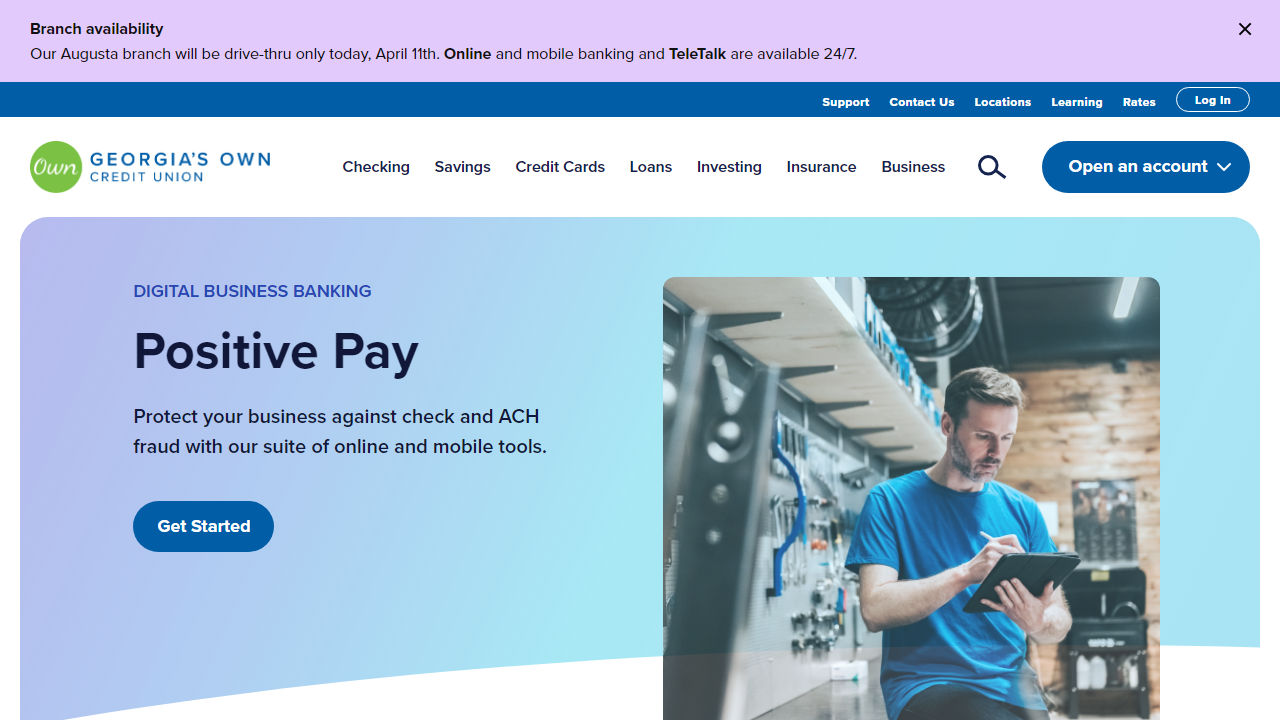 Branch availability
Our Augusta branch will be drive-thru only today, April 11th. Online and mobile banking and TeleTalk are available 24/7.
Support Contact Us Locations Learning Rates Log In
Own GEORGIA'S OWN
CREDIT UNION
Checking Savings Credit Cards Loans Investing Insurance Business Open an account
DIGITAL BUSINESS BANKING
Positive Pay
Protect your business against check and ACH
fraud with our suite of online and mobile tools.
Get Started